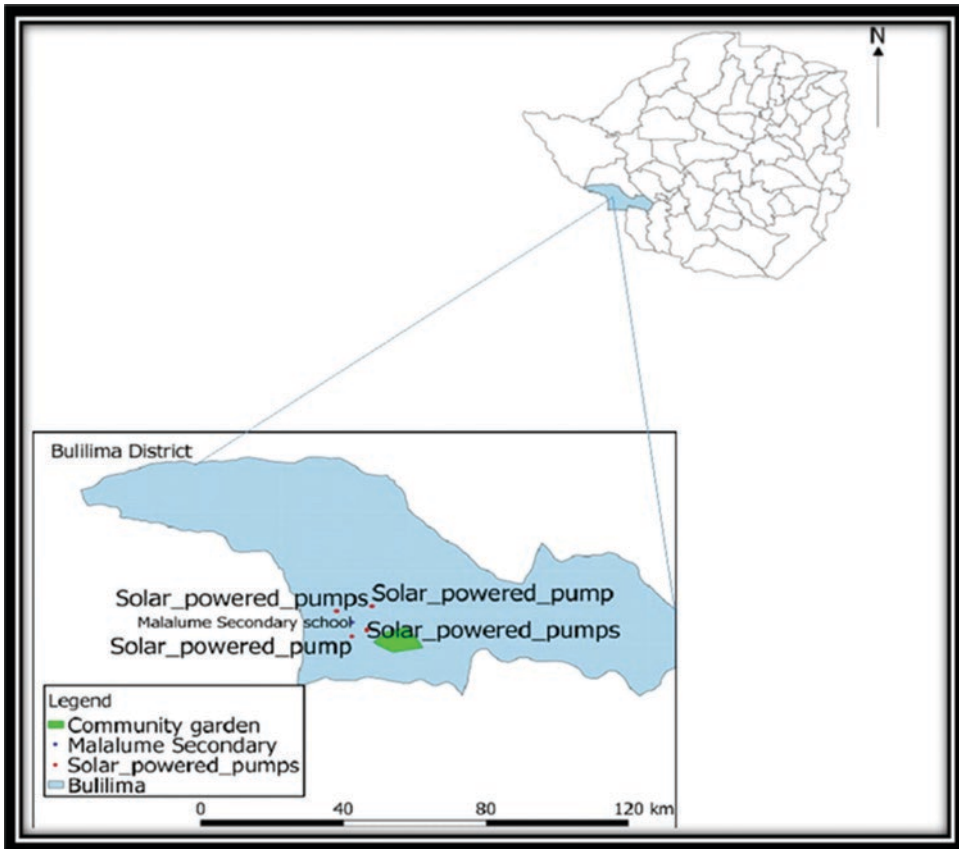 N
Bulilima District
Solar_powered_pumps
Solar_powered_pump
Malalume Secondary school
Solar_powered_pumps
Solar_powered_pump
Legend
Community garden
Malalume Secondary
Solar_powered_pumps
Bulilima
0 40 80 120 km